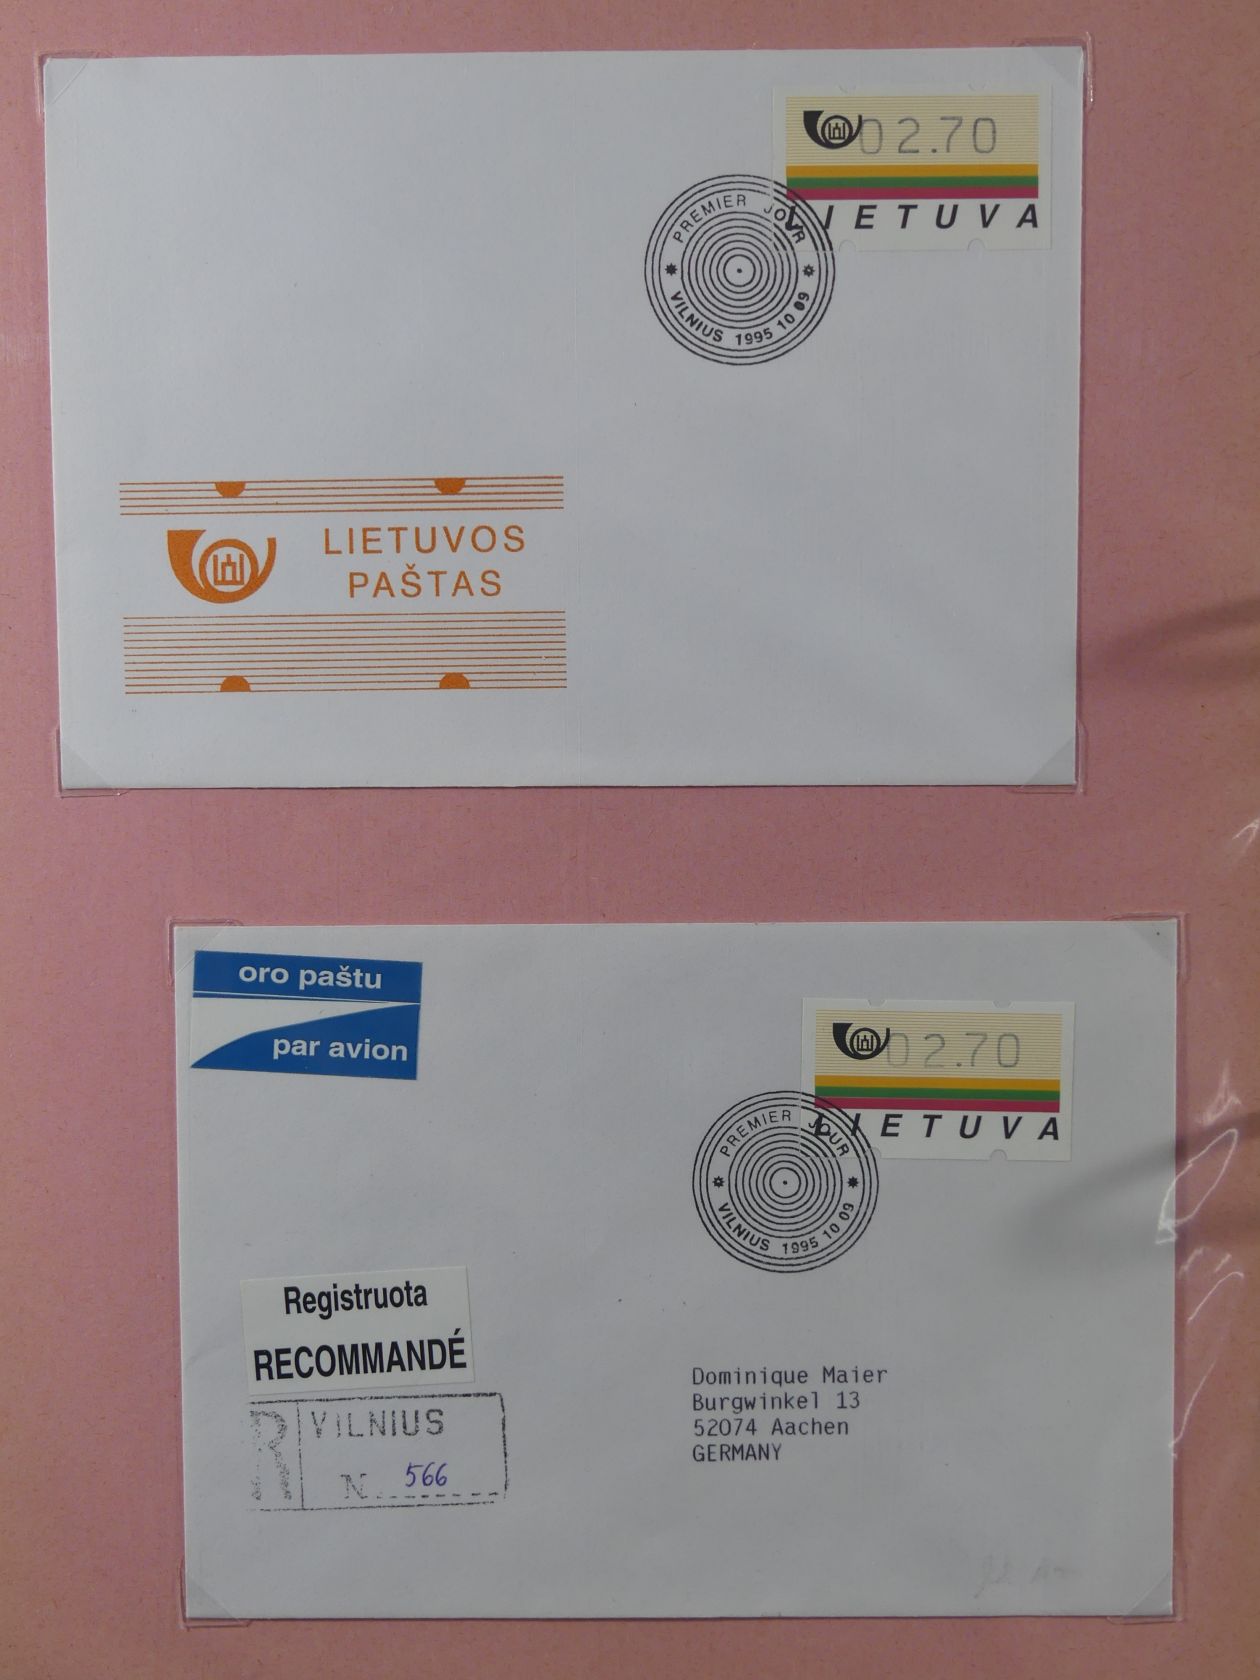 02.70
LIETUVA
PREMIER JOUR
VILNIUS 1995 10 09
LIETUVOS
PAŠTAS
oro paštu
par avion
02.70
LIETUVA
PREMIER JOUR
VILNIUS 1995 10 09
Registruota
RECOMMANDÉ
R VILNIUS
N 566
Dominique Maier
Burgwinkel 13
52074 Aachen
GERMANY